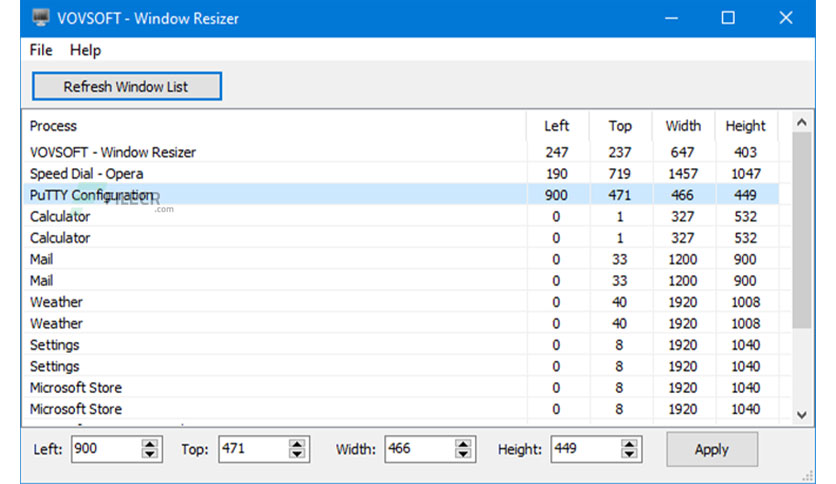 VOVSOFT - Window Resizer
File Help
Refresh Window List
Process Left Top Width Height
VOVSOFT - Window Resizer 247 237 647 403
Speed Dial - Opera 190 719 1457 1047
PuTTY Configuration 900 471 466 449
.com
Calculator 0 1 327 532
Calculator 0 1 327 532
Mail 0 33 1200 900
Mail 0 33 1200 900
Weather 0 40 1920 1008
Weather 0 40 1920 1008
Settings 0 8 1920 1040
Settings 0 8 1920 1040
Microsoft Store 0 8 1920 1040
Microsoft Store 0 8 1920 1040
Left: 900 Top: 471 Width: 466 Height: 449 Apply